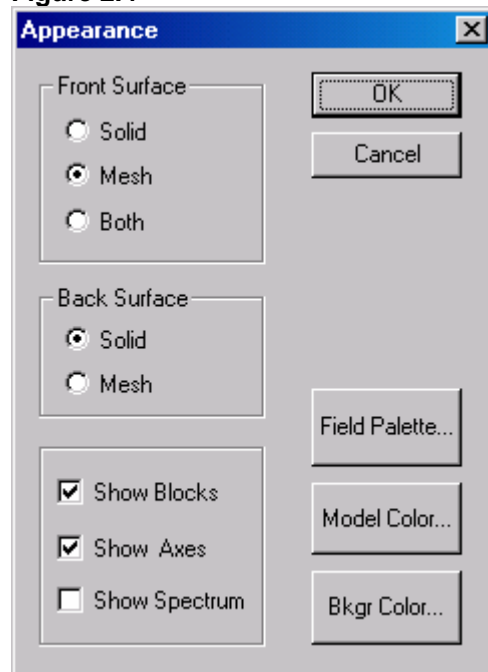 Appearance
Front Surface
Solid
Mesh
Both
OK
Cancel
Back Surface
Solid
Mesh
Field Palette...
Show Blocks
Show Axes
Show Spectrum
Model Color...
Bkgr Color...